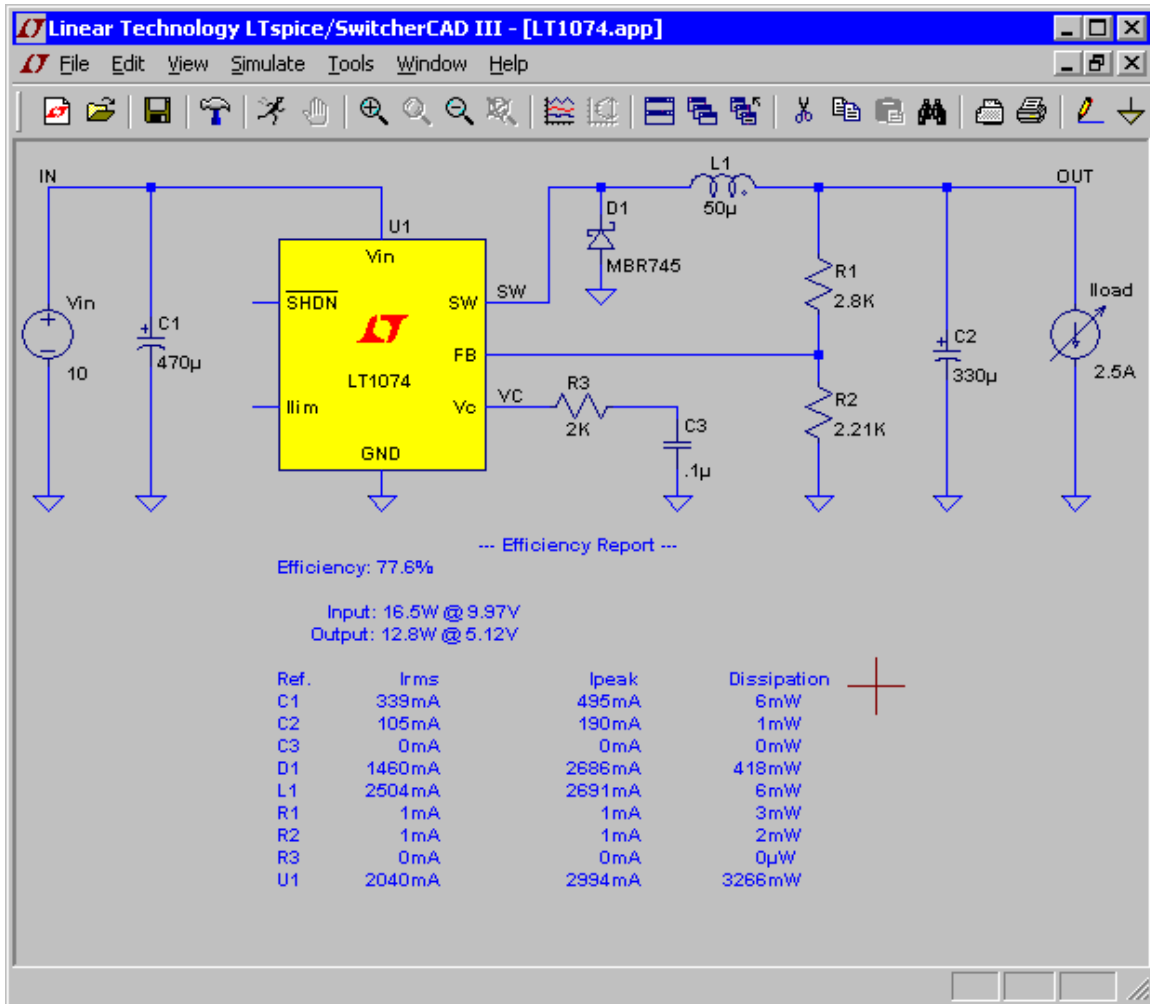 Linear Technology LTspice/SwitcherCAD III - [LT1074.app]
File Edit View Simulate Tools Window Help
IN
L1
OUT
50µ
D1
U1
Vin
MBR745
R1
2.8K
Iload
SHDN
SW
SW
Vin
C1
470µ
10
FB
C2
330µ
2.5A
LT1074
R3
VC
2K
Ilim
Vc
R2
2.21K
C3
.1µ
GND
--- Efficiency Report ---
Efficiency: 77.6%
Input: 16.5W @ 9.97V
Output: 12.8W @ 5.12V
Ref. Irms Ipeak Dissipation
C1 339mA 495mA 6mW
C2 105mA 190mA 1mW
C3 0mA 0mA 0mW
D1 1460mA 2686mA 418mW
L1 2504mA 2691mA 6mW
R1 1mA 1mA 3mW
R2 1mA 1mA 2mW
R3 0mA 0mA 0µW
U1 2040mA 2994mA 3266mW